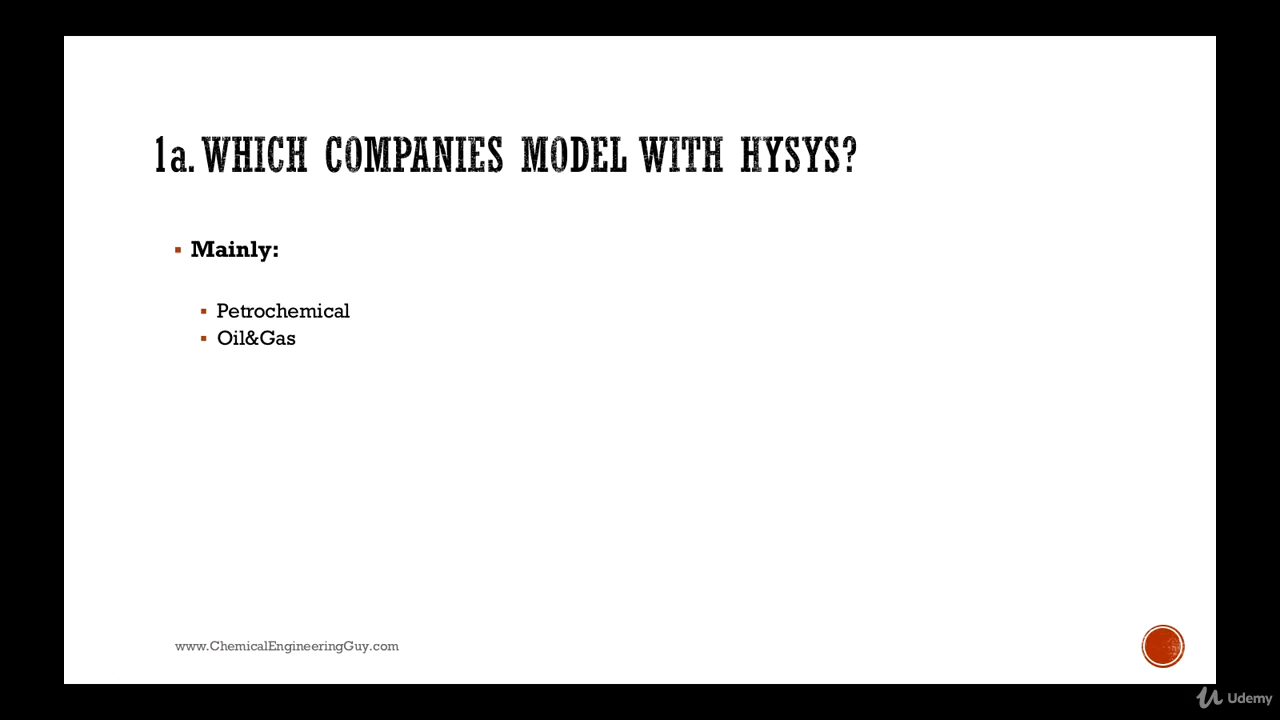 1a. WHICH COMPANIES MODEL WITH HYSYS?
Mainly:
Petrochemical
Oil&Gas
www.ChemicalEngineeringGuy.com
Udemy